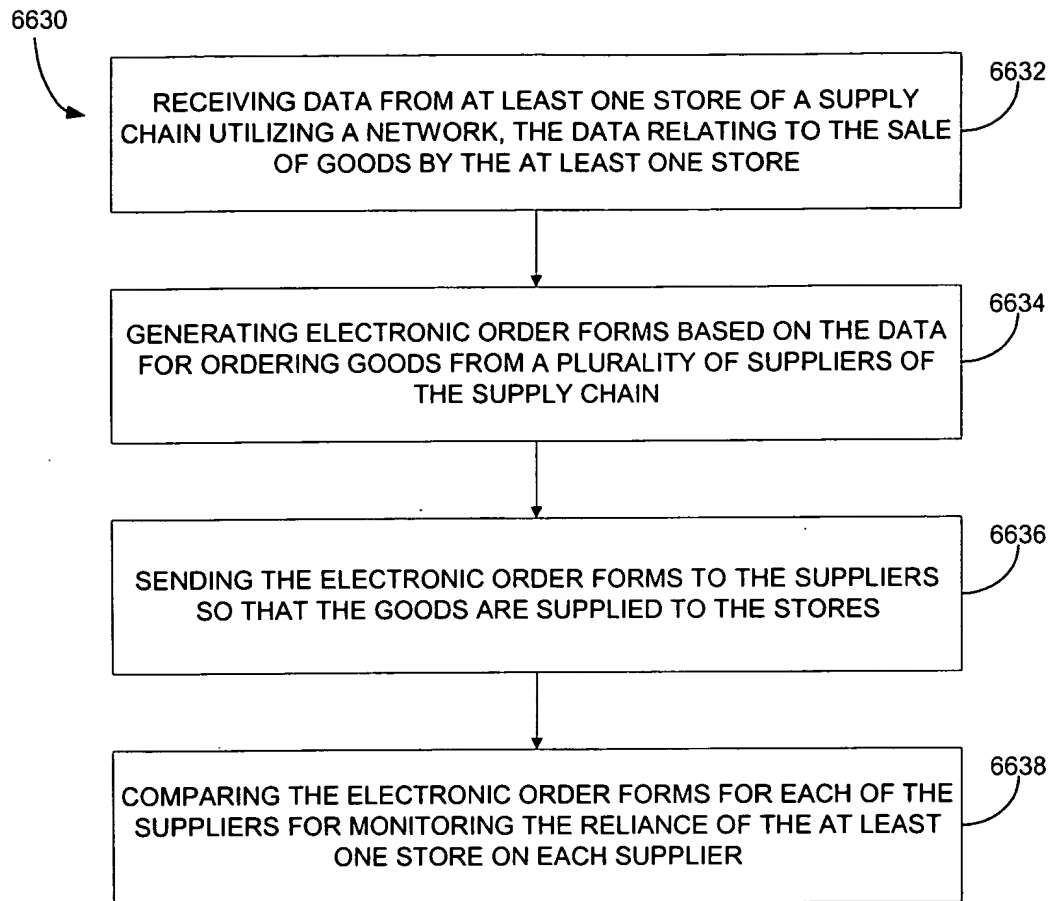 6630
6632
RECEIVING DATA FROM AT LEAST ONE STORE OF A SUPPLY
CHAIN UTILIZING A NETWORK, THE DATA RELATING TO THE SALE
OF GOODS BY THE AT LEAST ONE STORE
6634
GENERATING ELECTRONIC ORDER FORMS BASED ON THE DATA
FOR ORDERING GOODS FROM A PLURALITY OF SUPPLIERS OF
THE SUPPLY CHAIN
6636
SENDING THE ELECTRONIC ORDER FORMS TO THE SUPPLIERS
SO THAT THE GOODS ARE SUPPLIED TO THE STORES
6638
COMPARING THE ELECTRONIC ORDER FORMS FOR EACH OF THE
SUPPLIERS FOR MONITORING THE RELIANCE OF THE AT LEAST
ONE STORE ON EACH SUPPLIER